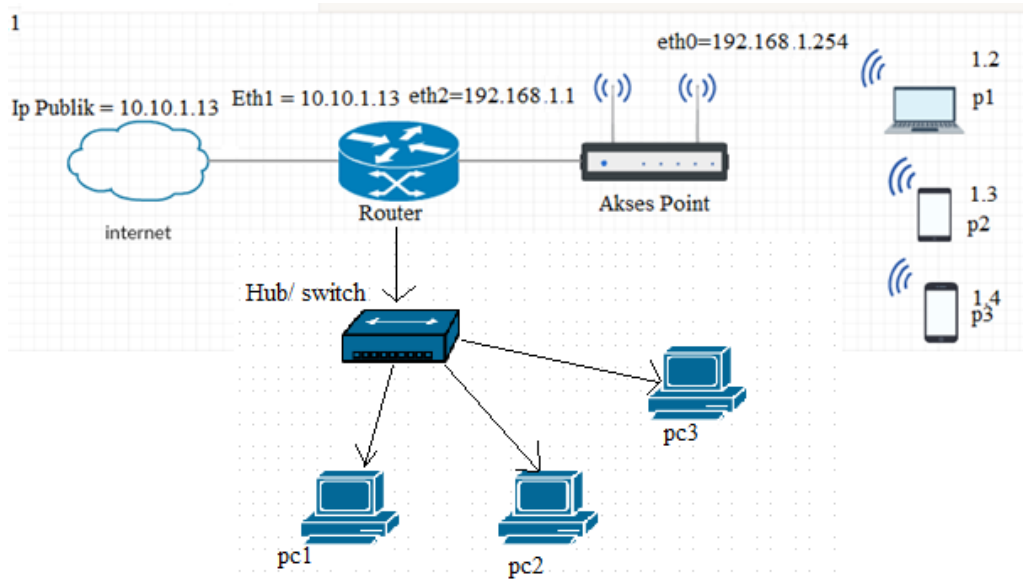 1
eth0=192.168.1.254
1.2
Ip Publik = 10.10.1.13
Eth1 = 10.10.1.13
eth2=192.168.1.1
p1
1.3
Router
Akses Point
p2
internet
Hub/ switch
1,4
p3
pc3
pc1
pc2